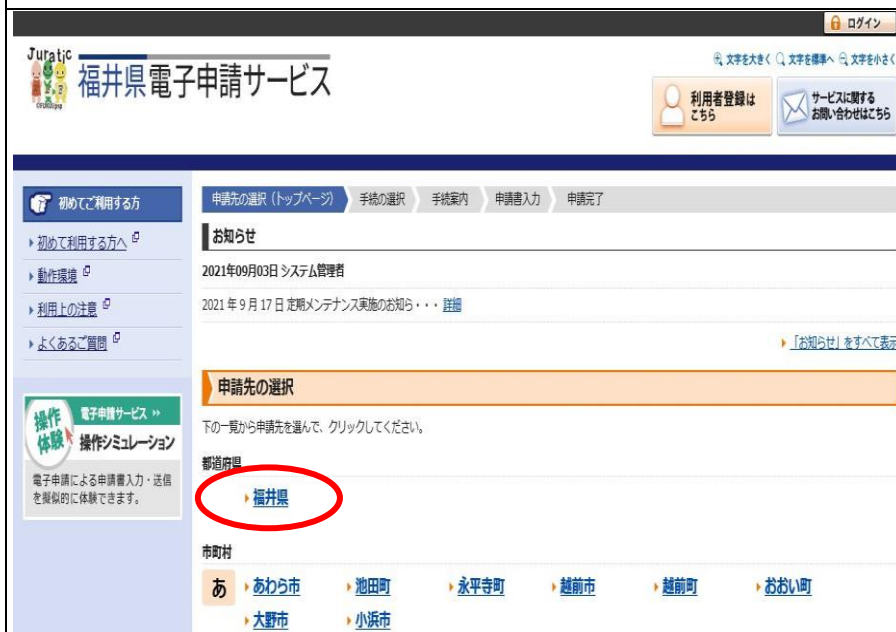 ログイン
Juratic
福井県電子申請サービス
文字を大きく 文字を標準へ 文字を小さく
利用者登録は
こちら
サービスに関する
お問い合わせはこちら
初めてご利用する方
初めて利用する方へ
動作環境
利用上の注意
よくあるご質問
操作
体験
電子申請サービス »
操作シミュレーション
電子申請による申請書入力・送信
を擬似的に体験できます。
申請先の選択(トップページ) 手続の選択 手続案内 申請書入力 申請完了
お知らせ
2021年09月03日 システム管理者
2021年9月17日 定期メンテナンス実施のお知ら・・・ 詳細
「お知らせ」をすべて表示
申請先の選択
下の一覧から申請先を選んで、クリックしてください。
都道府県
福井県
市町村
あ あわら市 池田町 永平寺町 越前市 越前町 おおい町
大野市 小浜市